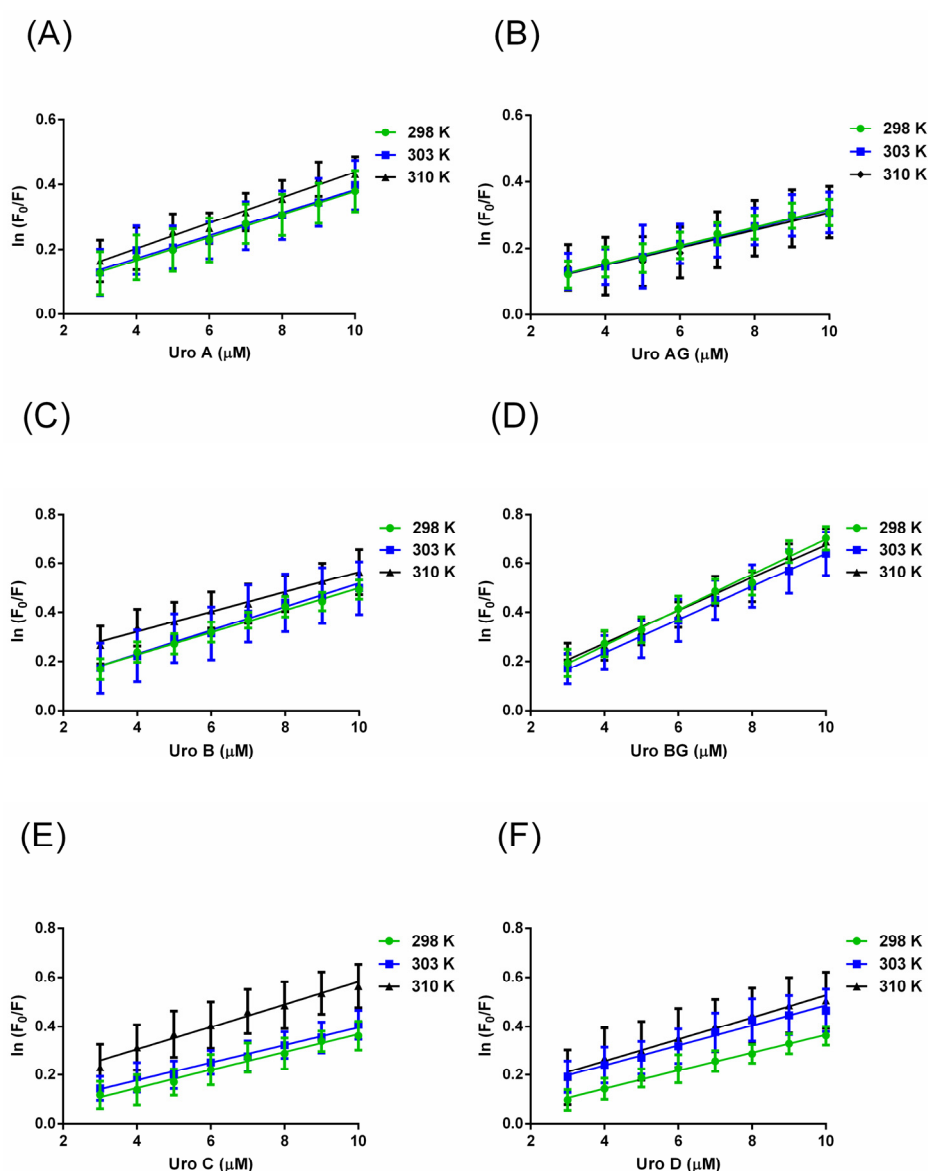 (A)
ln (F0/F)
0.6
0.4
0.2
0.0
2 4 6 8 10
Uro A (μM)
298 K
303 K
310 K
(B)
ln (F0/F)
0.6
0.4
0.2
0.0
2 4 6 8 10
Uro AG (μM)
298 K
303 K
310 K
(C)
ln (F0/F)
0.8
0.6
0.4
0.2
0.0
2 4 6 8 10
Uro B (μM)
298 K
303 K
310 K
(D)
ln (F0/F)
0.8
0.6
0.4
0.2
0.0
2 4 6 8 10
Uro BG (μM)
298 K
303 K
310 K
(E)
ln (F0/F)
0.8
0.6
0.4
0.2
0.0
2 4 6 8 10
Uro C (μM)
298 K
303 K
310 K
(F)
ln (F0/F)
0.8
0.6
0.4
0.2
0.0
2 4 6 8 10
Uro D (μM)
298 K
303 K
310 K